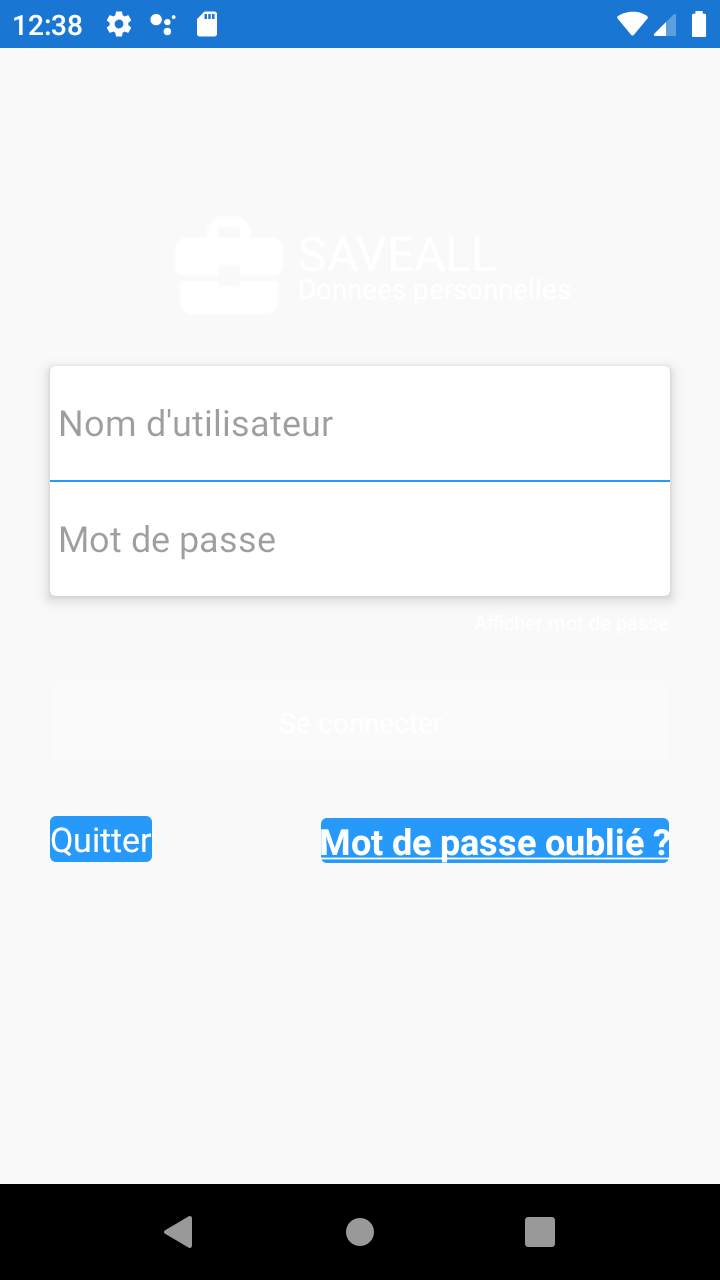 12:38
SAVEALL
Donnees personnelles
Nom d'utilisateur
Mot de passe
Afficher mot de passe
Se connecter
Quitter
Mot de passe oublié ?